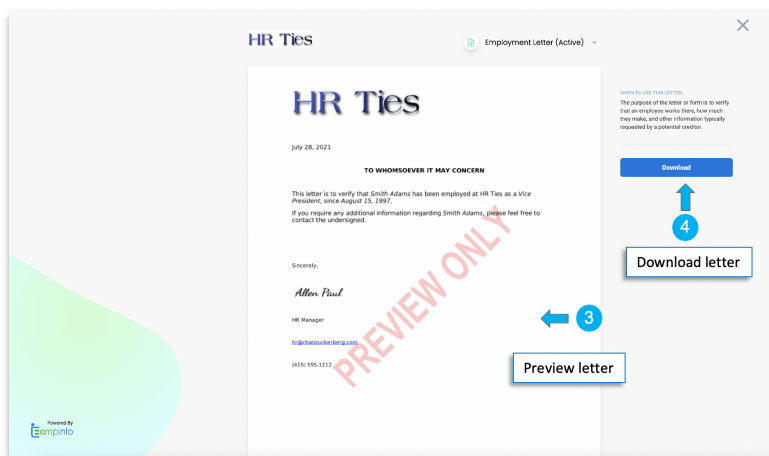 HR Ties
Employment Letter (Active)
HR Ties
July 28, 2021
TO WHOMSOEVER IT MAY CONCERN
This letter is to verify that Smith Adams has been employed at HR Ties as a Vice
President, since August 15, 1997.
If you require any additional information regarding Smith Adams, please feel free to
contact the undersigned.
Sincerely,
Allen Paul
HR Manager
hr@chanzuckerberg.com
(415) 555-1212
PREVIEW ONLY
3
Preview letter
WHEN TO USE THIS LETTER:
The purpose of the letter or form is to verify
that an employee works there, how much
they make, and other information typically
requested by a potential creditor.
Download
4
Download letter
Powered By
empinfo